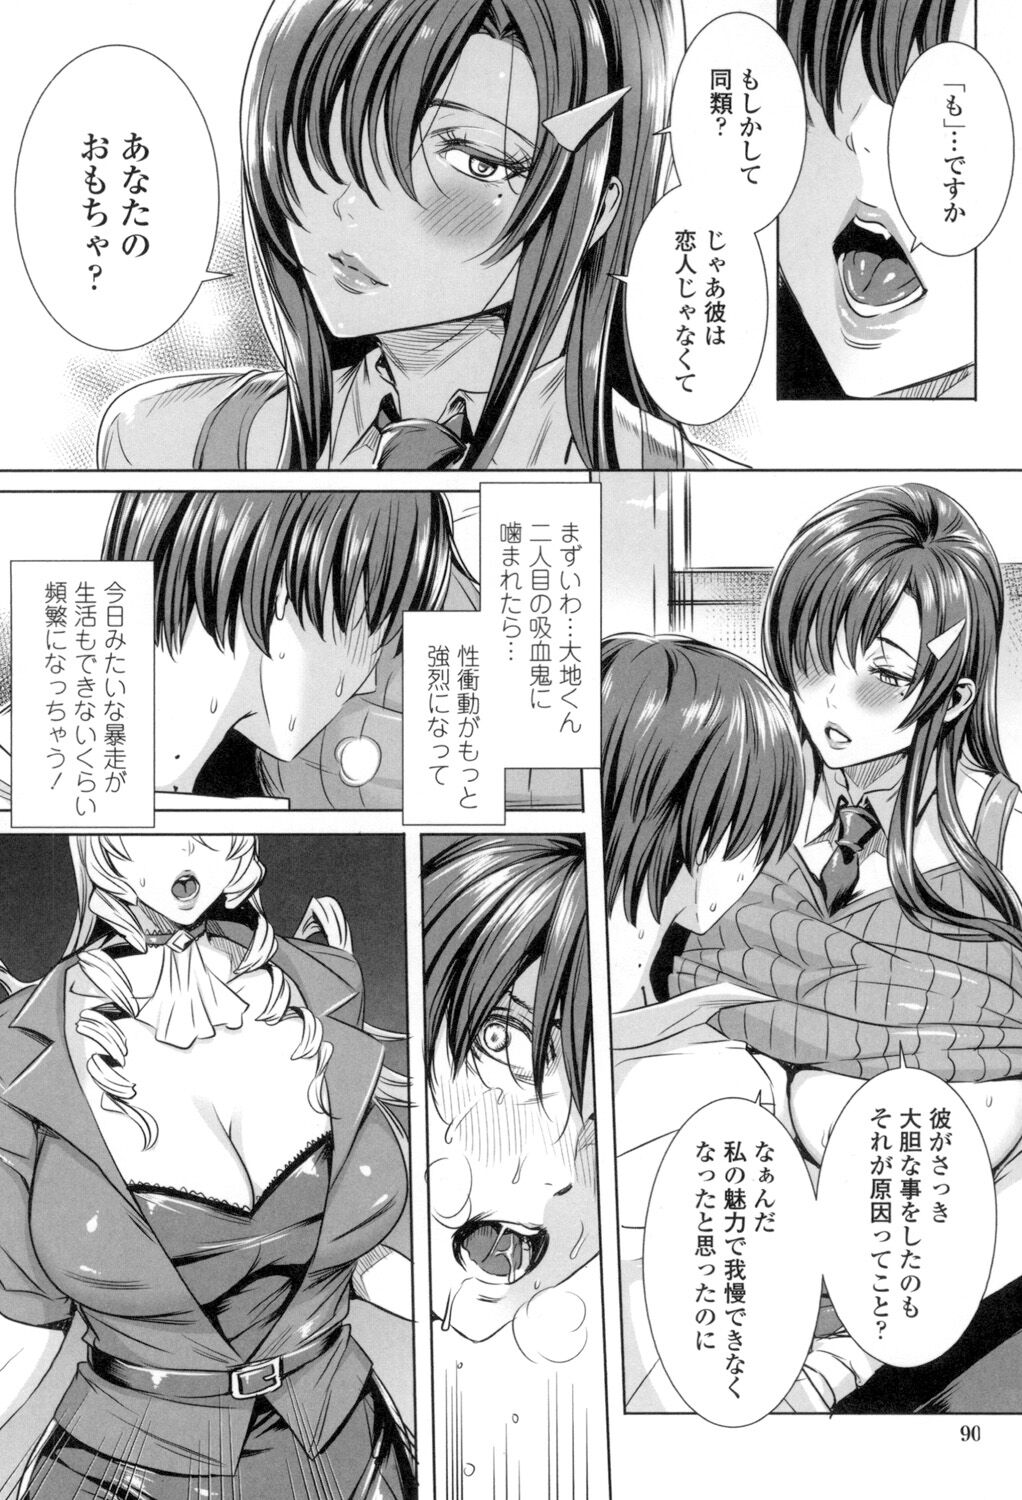 「も」…ですか
もしかして
同類？
じゃあ彼は
恋人じゃなくて
あなたの
おもちゃ？
まずいわ…大地くん
二人目の吸血鬼に
噛まれたら…
性衝動がもっと
強烈になって
今日みたいな暴走が
生活もできないくらい
頻繁になっちゃう！
彼がさっき
大胆な事をしたのも
それが原因ってこと？
なぁんだ
私の魅力で我慢できなく
なったと思ったのに
90